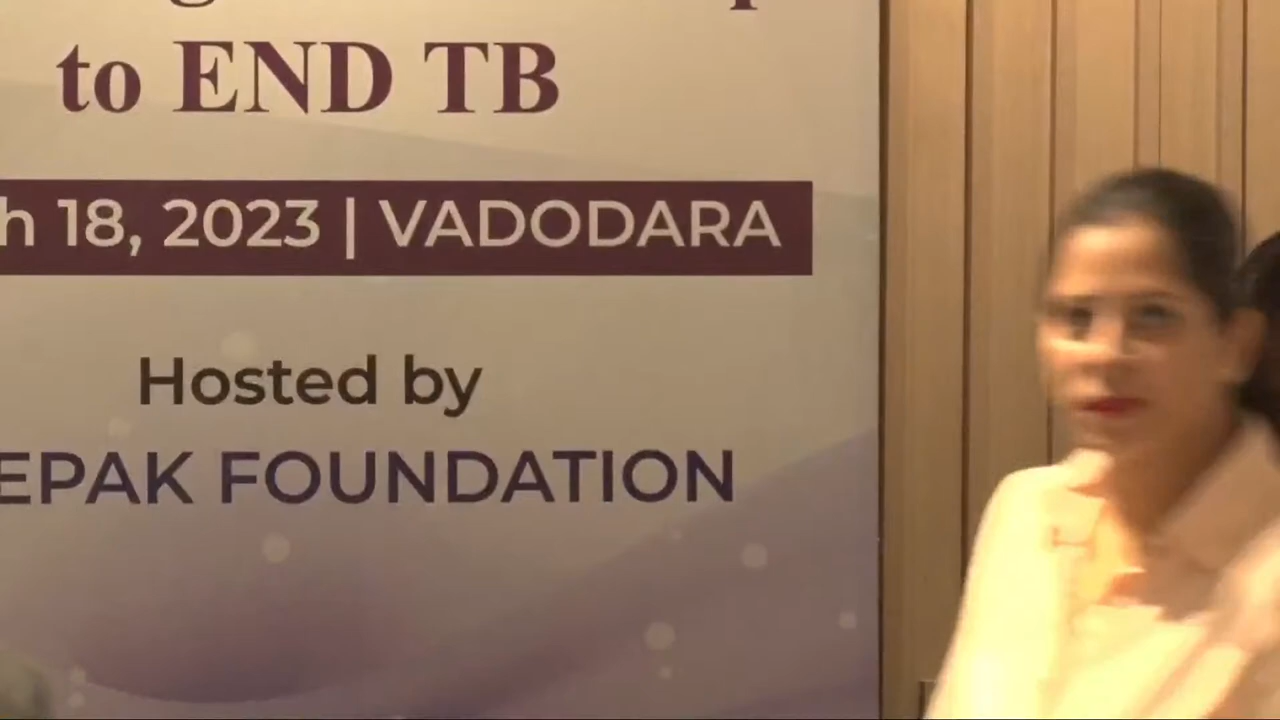 to END TB
h 18, 2023 | VADODARA
Hosted by
EPAK FOUNDATION